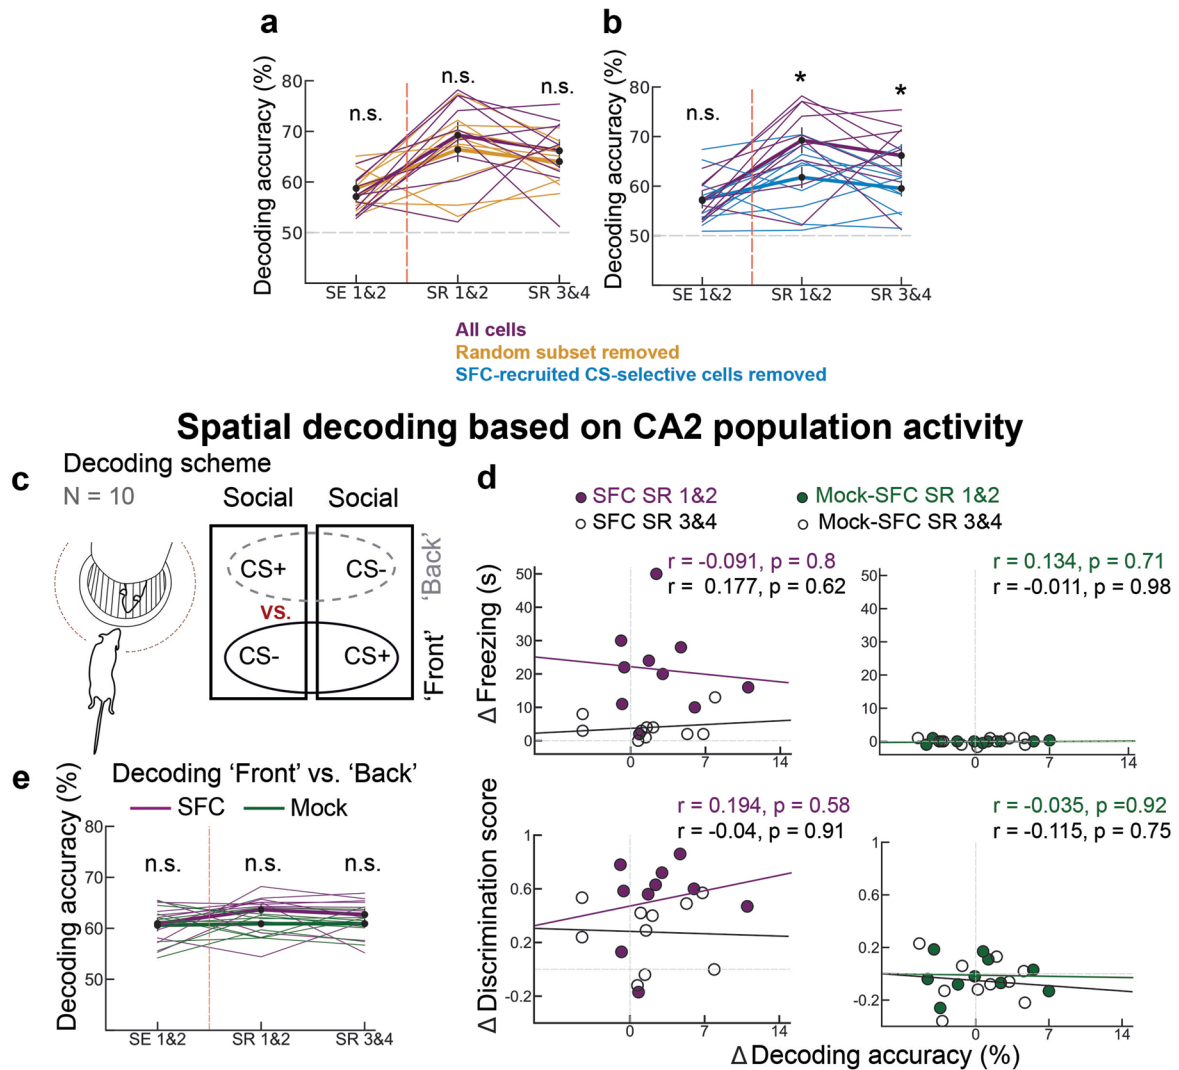 a
b
Decoding accuracy (%)
80
70
60
50
n.s.
n.s.
n.s.
SE 1&2
SR 1&2
SR 3&4
Decoding accuracy (%)
80
70
60
50
n.s.
*
*
SE 1&2
SR 1&2
SR 3&4
All cells
Random subset removed
SFC-recruited CS-selective cells removed
Spatial decoding based on CA2 population activity
c
Decoding scheme
N = 10
Social
Social
CS+
CS-
vs.
CS-
CS+
'Back'
'Front'
d
SFC SR 1&2
SFC SR 3&4
Mock-SFC SR 1&2
Mock-SFC SR 3&4
r = -0.091, p = 0.8
r = 0.177, p = 0.62
Δ Freezing (s)
50
30
20
10
0
0
7
14
r = 0.134, p = 0.71
r = -0.011, p = 0.98
50
30
20
10
0
0
7
14
r = 0.194, p = 0.58
r = -0.04, p = 0.91
Δ Discrimination score
1
0.6
0.2
-0.2
0
7
14
r = -0.035, p =0.92
r = -0.115, p = 0.75
1
0.2
-0.2
0
7
14
Δ Decoding accuracy (%)
e
Decoding 'Front' vs. 'Back'
SFC
Mock
Decoding accuracy (%)
80
70
60
50
n.s.
n.s.
n.s.
SE 1&2
SR 1&2
SR 3&4